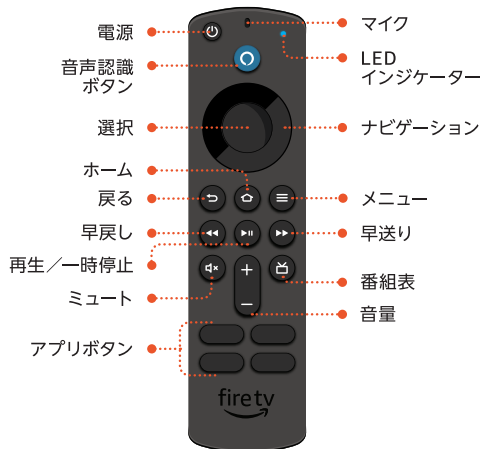 電源
音声認識
ボタン
選択
ホーム
戻る
早戻し
再生／一時停止
ミュート
アプリボタン
マイク
LED
インジケーター
ナビゲーション
メニュー
早送り
番組表
音量
fire tv